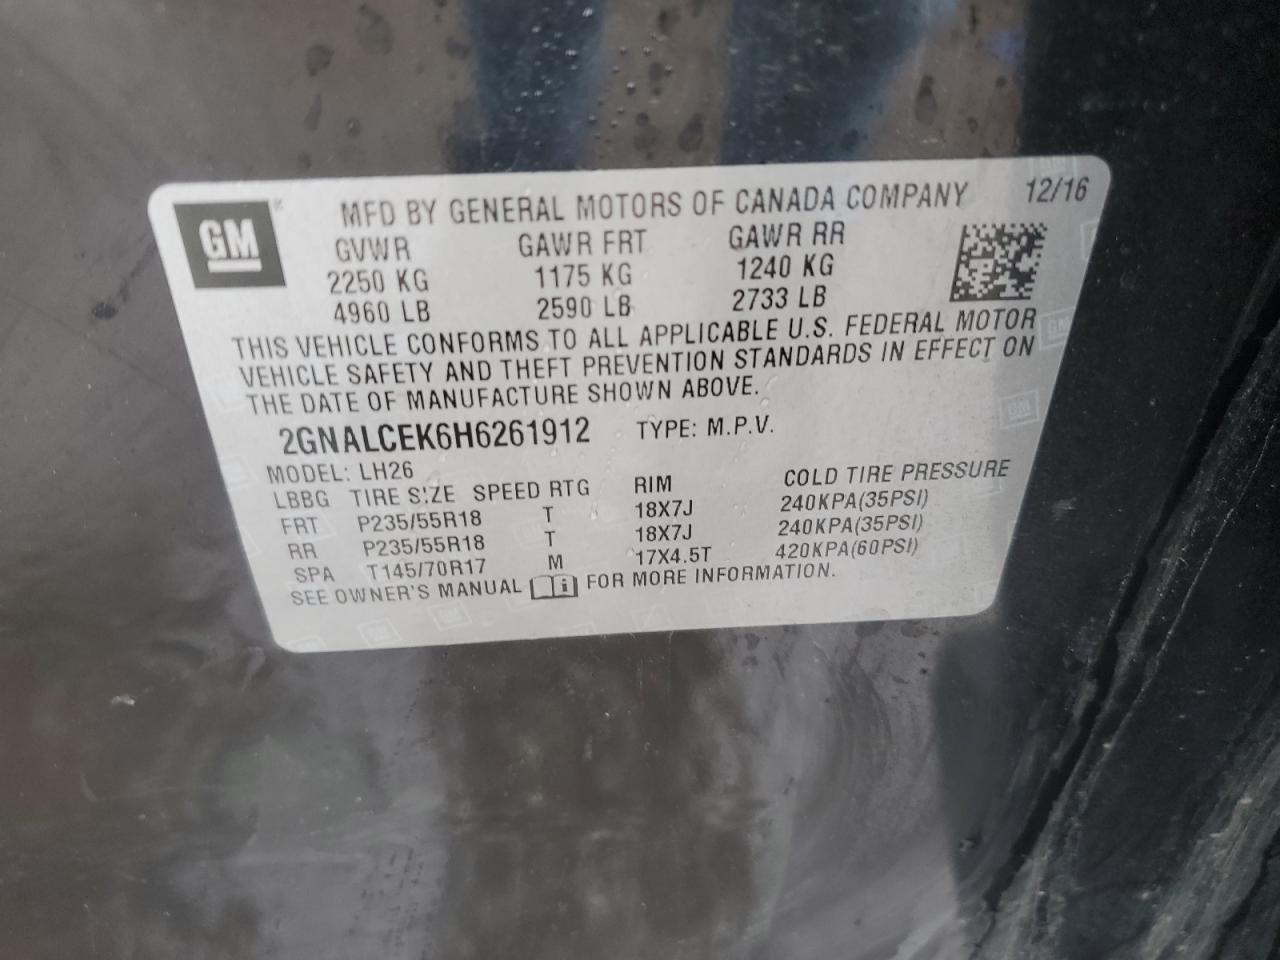 GM MFD BY GENERAL MOTORS OF CANADA COMPANY 12/16
GVWR GAWR FRT GAWR RR
2250 KG 1175 KG 1240 KG
4960 LB 2590 LB 2733 LB
THIS VEHICLE CONFORMS TO ALL APPLICABLE U.S. FEDERAL MOTOR
VEHICLE SAFETY AND THEFT PREVENTION STANDARDS IN EFFECT ON
THE DATE OF MANUFACTURE SHOWN ABOVE.
2GNALCEK6H6261912 TYPE: M.P.V.
MODEL: LH26
LBBG TIRE SIZE SPEED RTG RIM COLD TIRE PRESSURE
FRT P235/55R18 T 18X7J 240KPA(35PSI)
RR P235/55R18 T 18X7J 240KPA(35PSI)
SPA T145/70R17 M 17X4.5T 420KPA(60PSI)
SEE OWNER'S MANUAL i FOR MORE INFORMATION.